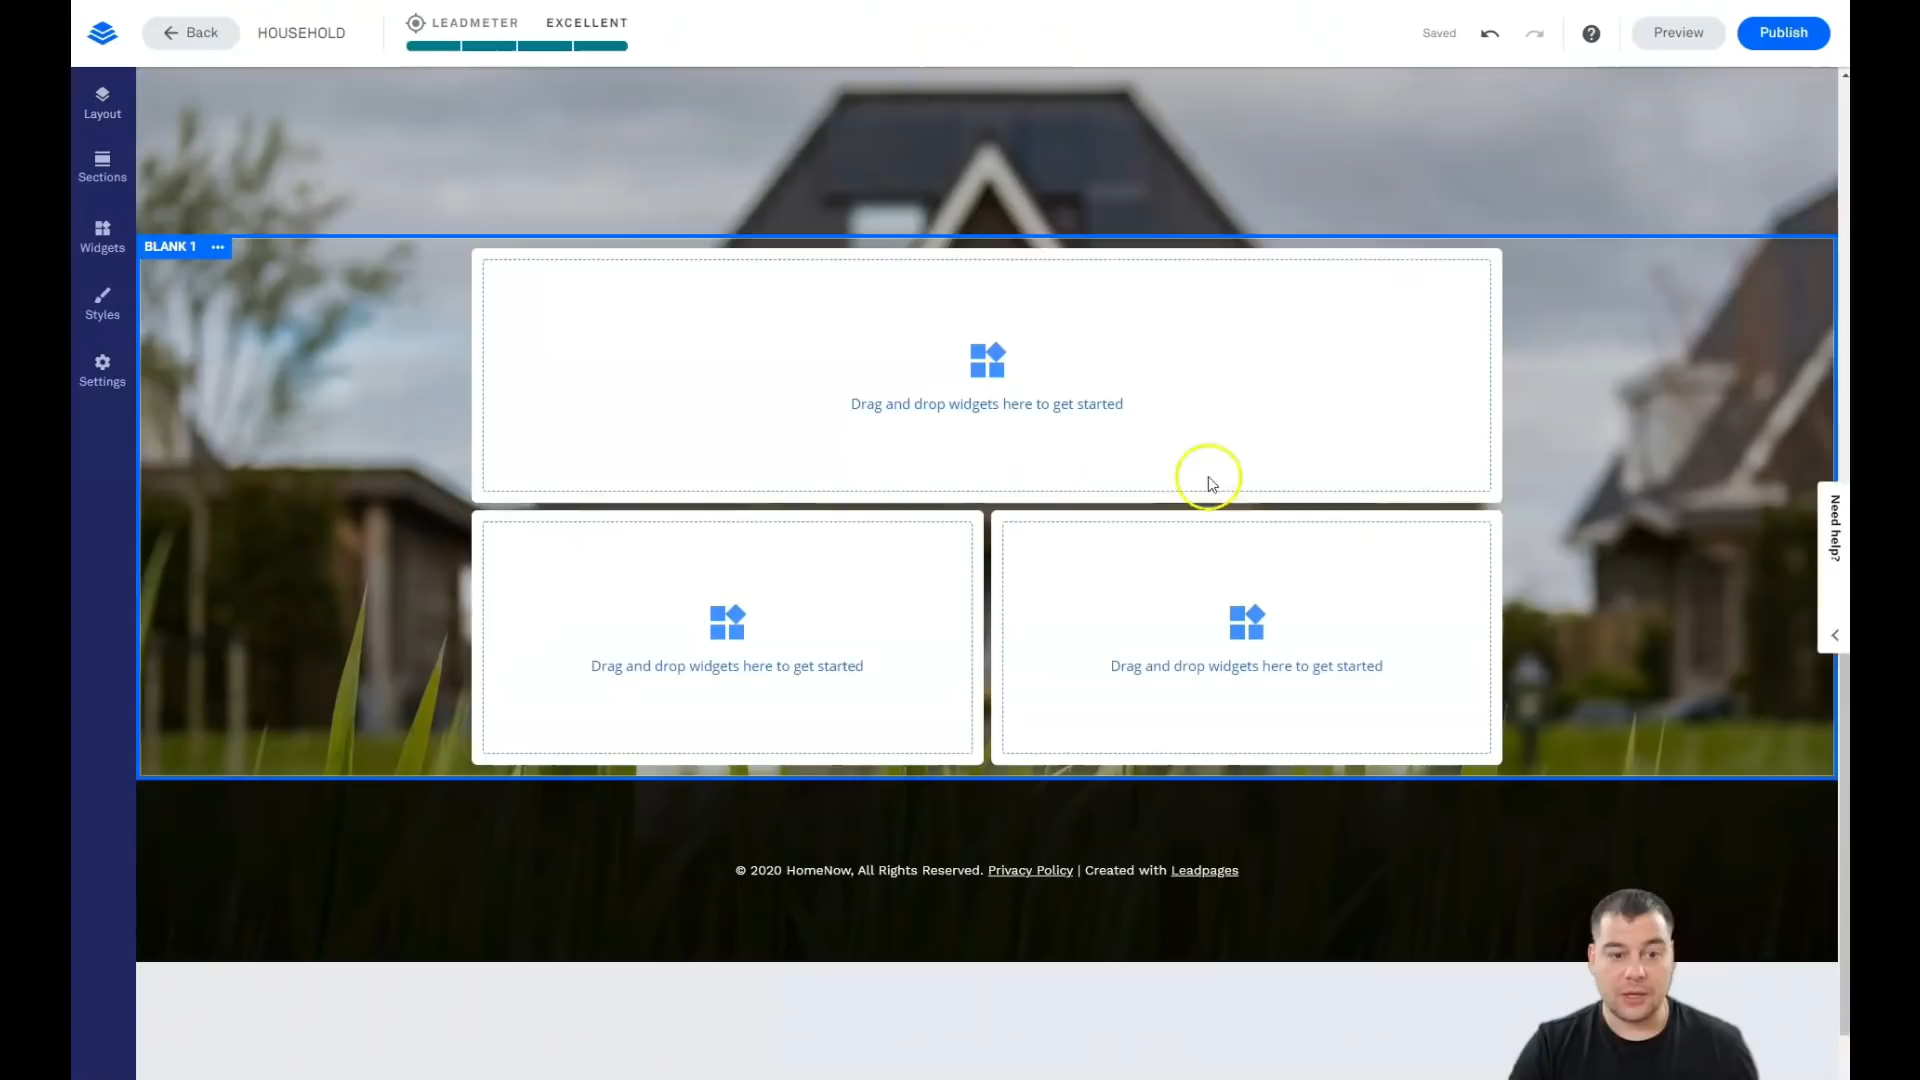 Back
HOUSEHOLD
LEADMETER EXCELLENT
Saved
Preview
Publish
Layout
Sections
Widgets
Styles
Settings
BLANK 1
Drag and drop widgets here to get started
Drag and drop widgets here to get started
Drag and drop widgets here to get started
Need help?
© 2020 HomeNow, All Rights Reserved. Privacy Policy | Created with Leadpages